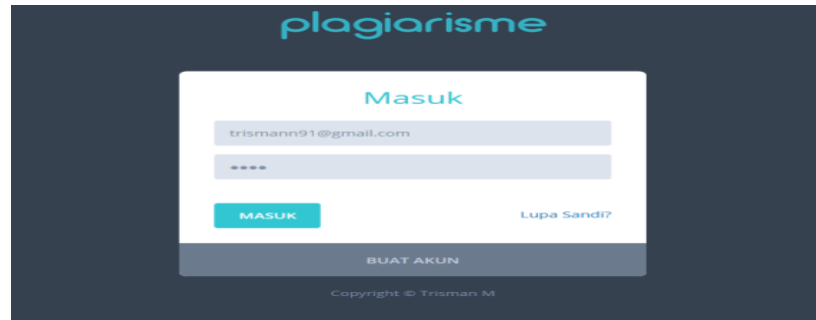 plagiarisme
Masuk
trismann91@gmail.com
••••
MASUK Lupa Sandi?
BUAT AKUN
Copyright © Trisman M